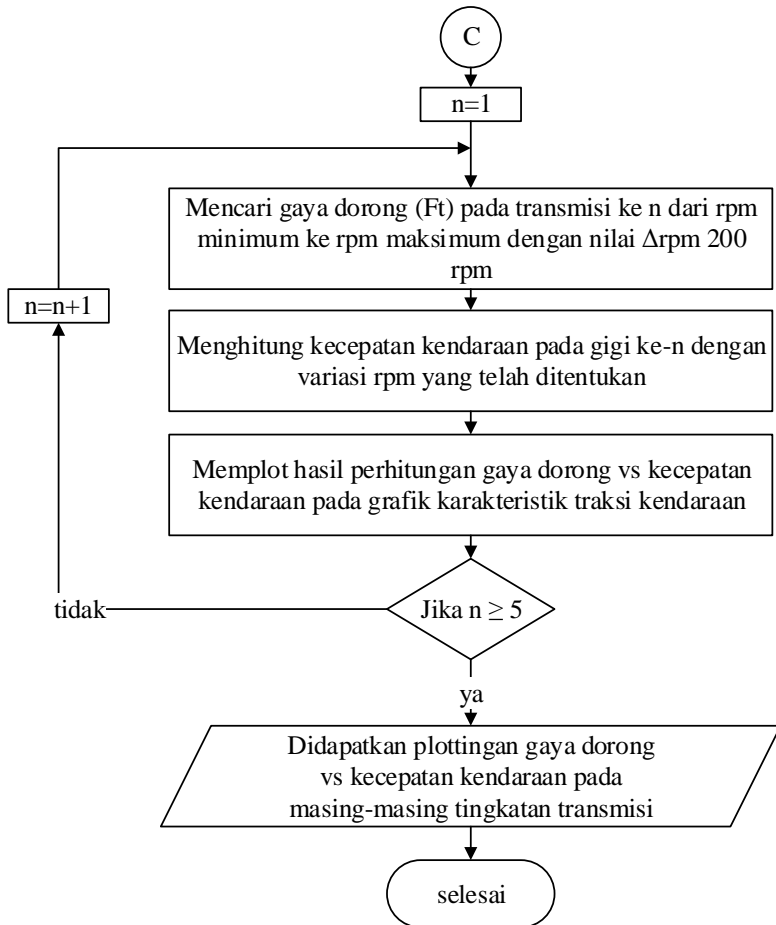 C
n=1
Mencari gaya dorong (Ft) pada transmisi ke n dari rpm
minimum ke rpm maksimum dengan nilai Δrpm 200
rpm
n=n+1
Menghitung kecepatan kendaraan pada gigi ke-n dengan
variasi rpm yang telah ditentukan
Memplot hasil perhitungan gaya dorong vs kecepatan
kendaraan pada grafik karakteristik traksi kendaraan
Jika n ≥ 5
tidak
ya
Didapatkan plottingan gaya dorong
vs kecepatan kendaraan pada
masing-masing tingkatan transmisi
selesai